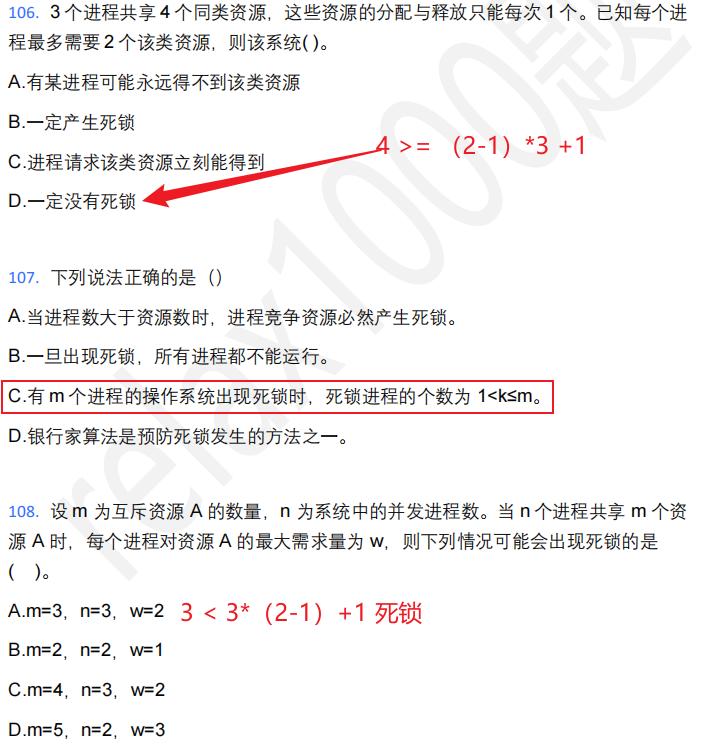 106. 3 个进程共享 4 个同类资源，这些资源的分配与释放只能每次 1 个。已知每个进
程最多需要 2 个该类资源，则该系统( )。
A.有某进程可能永远得不到该类资源
B.一定产生死锁
4 >= （2-1）*3 +1
C.进程请求该类资源立刻能得到
D.一定没有死锁
107. 下列说法正确的是（）
A.当进程数大于资源数时，进程竞争资源必然产生死锁。
B.一旦出现死锁，所有进程都不能运行。
C.有 m 个进程的操作系统出现死锁时，死锁进程的个数为 1<k≤m。
D.银行家算法是预防死锁发生的方法之一。
108. 设 m 为互斥资源 A 的数量，n 为系统中的并发进程数。当 n 个进程共享 m 个资
源 A 时，每个进程对资源 A 的最大需求量为 w，则下列情况可能会出现死锁的是
( )。
A.m=3，n=3，w=2 3 < 3*（2-1）+1 死锁
B.m=2，n=2，w=1
C.m=4，n=3，w=2
D.m=5，n=2，w=3
relax1000题